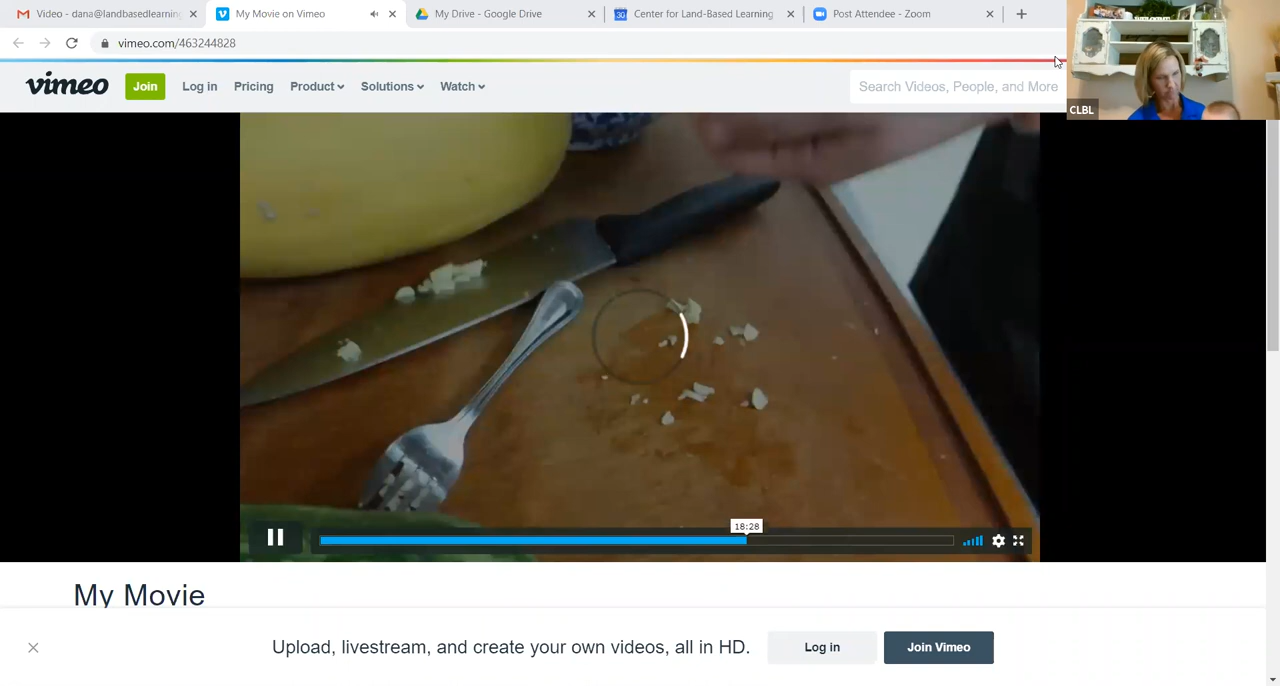 Video - dana@landbasedlearning
My Movie on Vimeo
My Drive - Google Drive
Center for Land-Based Learning
Post Attendee - Zoom
vimeo.com/463244828
vimeo
Join
Log in
Pricing
Product
Solutions
Watch
Search Videos, People, and More
CLBL
18:28
My Movie
Upload, livestream, and create your own videos, all in HD.
Log in
Join Vimeo